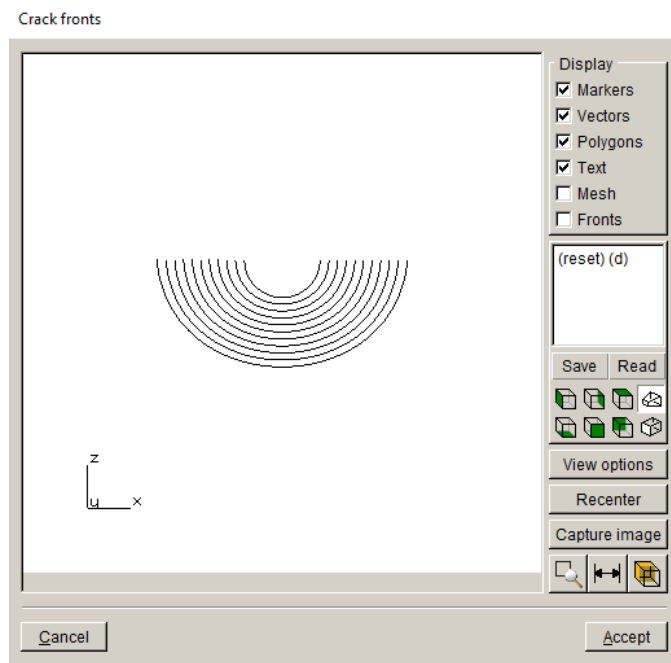 Crack fronts
Display
Markers
Vectors
Polygons
Text
Mesh
Fronts
(reset) (d)
Save Read
View options
Recenter
Capture image
z
y x
Cancel Accept